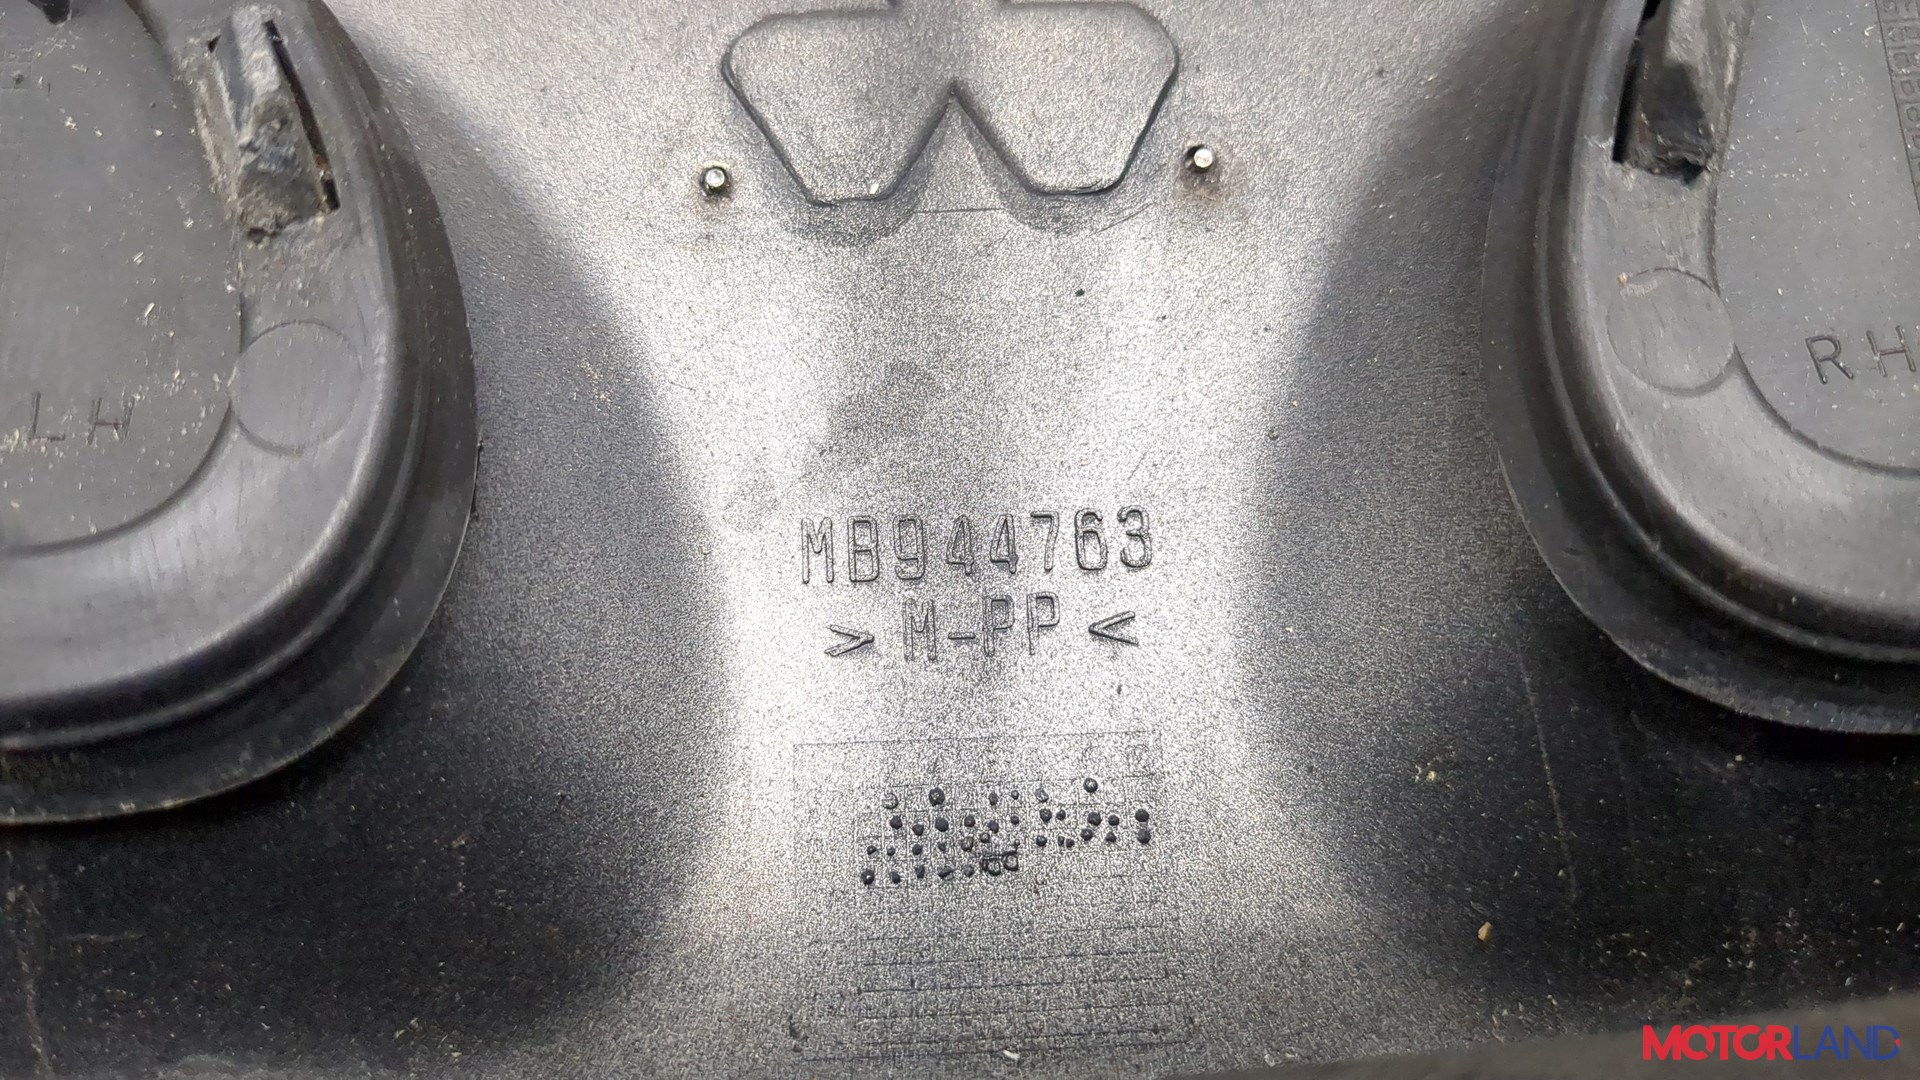 LH
RH
MB944763
> M-PP <
MOTORLAND